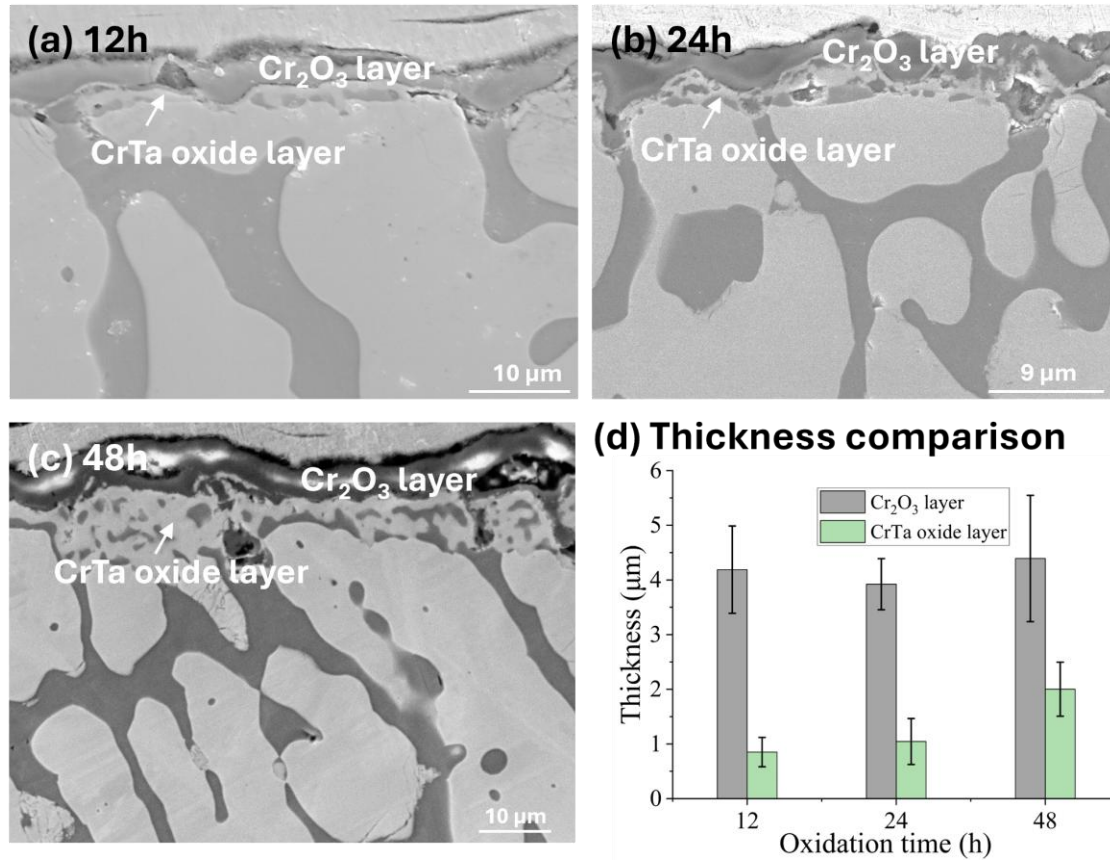 (a) 12h
Cr₂O₃ layer
CrTa oxide layer
10 µm
(b) 24h
Cr₂O₃ layer
CrTa oxide layer
9 µm
(c) 48h
Cr₂O₃ layer
CrTa oxide layer
10 µm
(d) Thickness comparison
Cr₂O₃ layer
CrTa oxide layer
Thickness (µm)
6
5
4
3
2
1
0
12
24
48
Oxidation time (h)